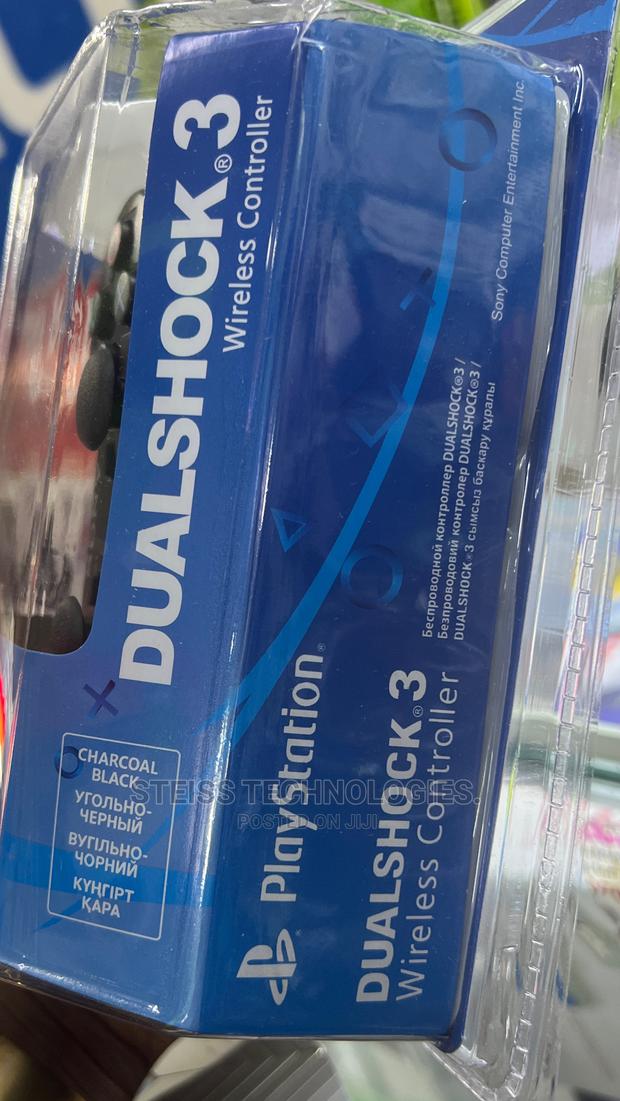 DUALSHOCK®3
Wireless Controller
CHARCOAL
BLACK
УГОЛЬНО-
ЧЕРНЫЙ
ВУГІЛЬНО-
ЧОРНИЙ
КҮҢГІРТ
ҚАРА
PlayStation®
DUALSHOCK®3
Wireless Controller
Беспроводной контроллер DUALSHOCK®3 /
Безпроводовий контролер DUALSHOCK®3 /
DUALSHOCK®3 сымсыз басқару құралы
Sony Computer Entertainment Inc.
STEISS TECHNOLOGIES.
POSTED ON JIJI